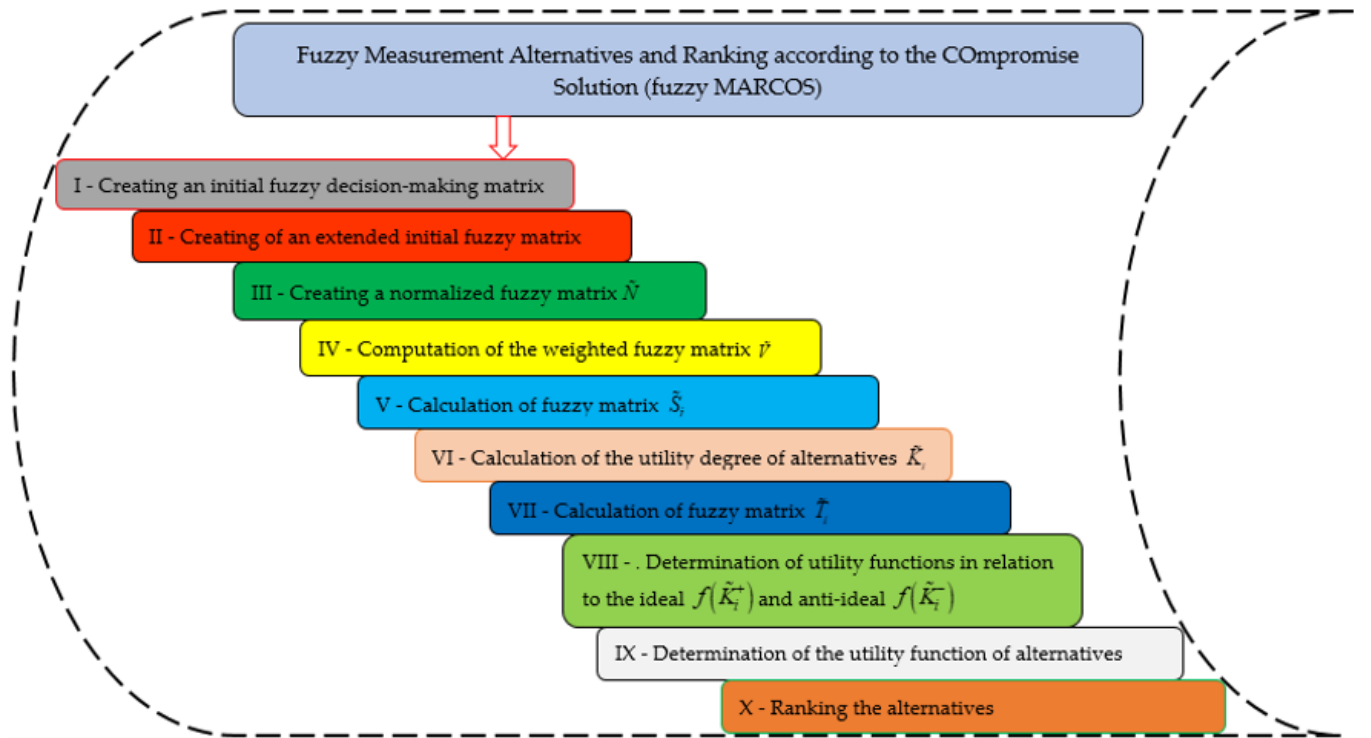 Fuzzy Measurement Alternatives and Ranking according to the COmpromise
Solution (fuzzy MARCOS)
I - Creating an initial fuzzy decision-making matrix
II - Creating of an extended initial fuzzy matrix
III - Creating a normalized fuzzy matrix Ñ
IV - Computation of the weighted fuzzy matrix Ṽ
V - Calculation of fuzzy matrix S̃ᵢ
VI - Calculation of the utility degree of alternatives K̃ᵢ
VII - Calculation of fuzzy matrix T̃ᵢ
VIII - . Determination of utility functions in relation
to the ideal f(K̃ᵢ⁺) and anti-ideal f(K̃ᵢ⁻)
IX - Determination of the utility function of alternatives
X - Ranking the alternatives